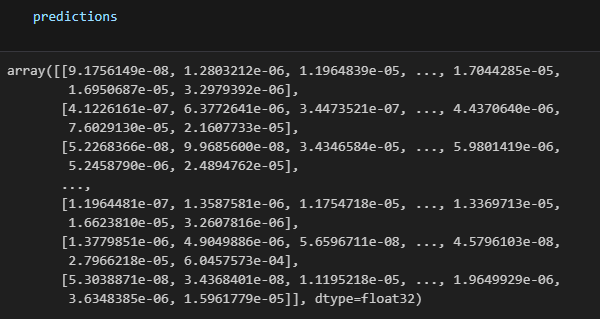 predictions
array([[9.1756149e-08, 1.2803212e-06, 1.1964839e-05, ..., 1.7044285e-05,
1.6950687e-05, 3.2979392e-06],
[4.1226161e-07, 6.3772641e-06, 3.4473521e-07, ..., 4.4370640e-06,
7.6029130e-05, 2.1607733e-05],
[5.2268366e-08, 9.9685600e-08, 3.4346584e-05, ..., 5.9801419e-06,
5.2458790e-06, 2.4894762e-05],
...,
[1.1964481e-07, 1.3587581e-06, 1.1754718e-05, ..., 1.3369713e-05,
1.6623810e-05, 3.2607816e-06],
[1.3779851e-06, 4.9049886e-06, 5.6596711e-08, ..., 4.5796103e-08,
2.7966218e-05, 6.0457573e-04],
[5.3038871e-08, 3.4368401e-08, 1.1195218e-05, ..., 1.9649929e-06,
3.6348385e-06, 1.5961779e-05]], dtype=float32)